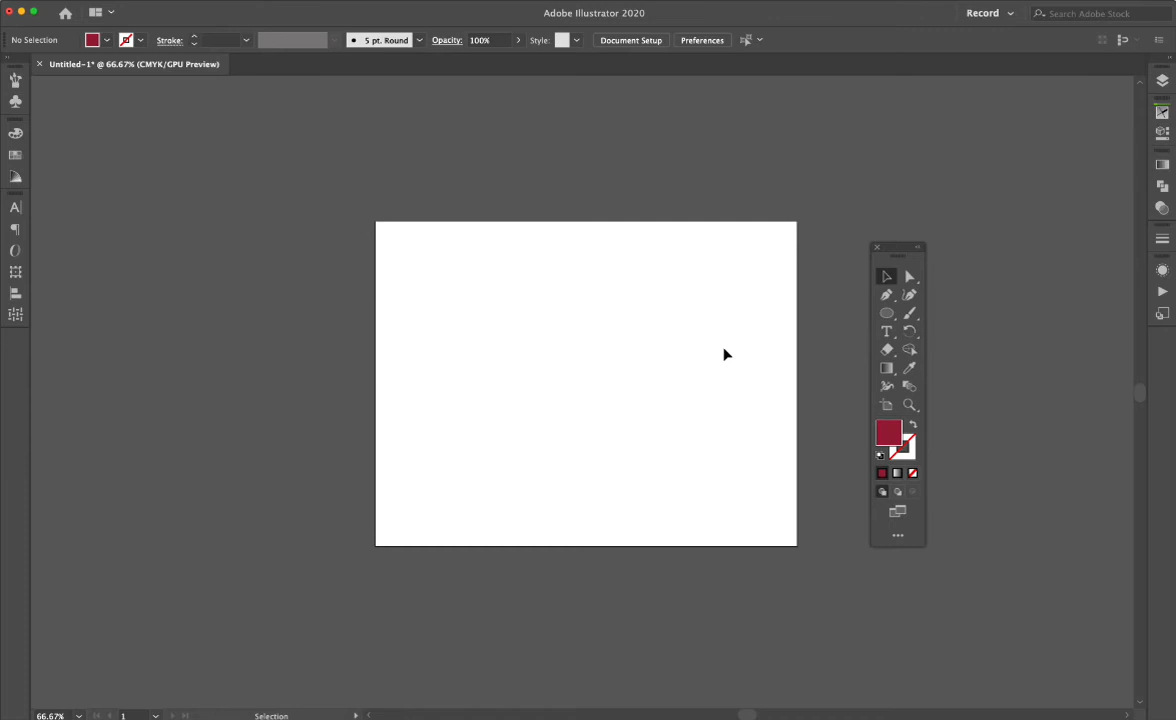 Adobe Illustrator 2020
Record
Search Adobe Stock
No Selection
Stroke:
5 pt. Round
Opacity:
100%
Style:
Document Setup
Preferences
Untitled-1* @ 66.67% (CMYK/GPU Preview)
66.67%
1
Selection